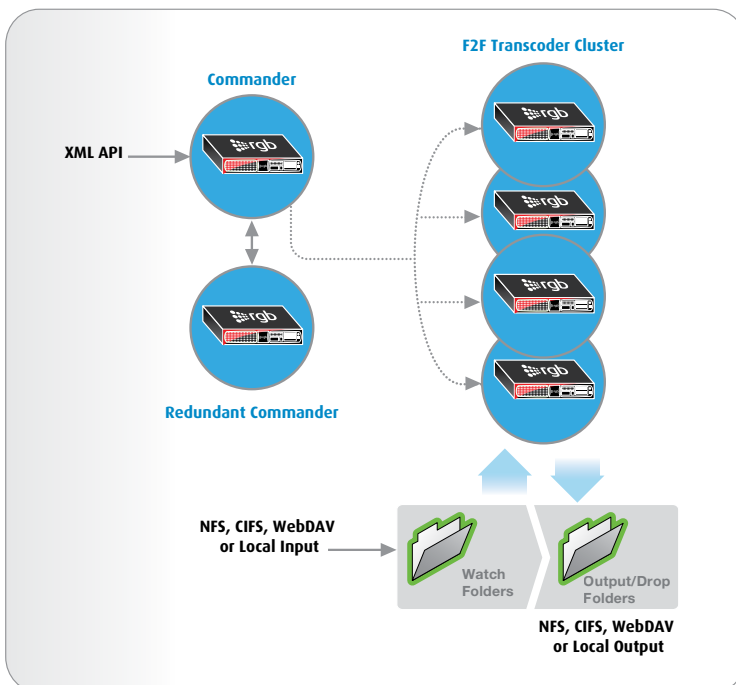 F2F Transcoder Cluster
Commander
rgb
rgb
XML API
rgb
rgb
rgb
rgb
Redundant Commander
NFS, CIFS, WebDAV
or Local Input
Watch
Folders
Output/Drop
Folders
NFS, CIFS, WebDAV
or Local Output